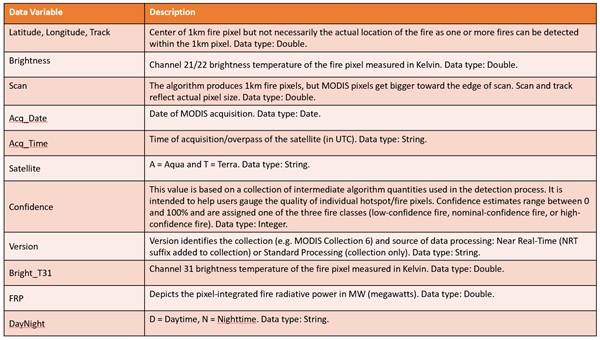 Data Variable
Description
Latitude, Longitude, Track
Center of 1km fire pixel but not necessarily the actual location of the fire as one or more fires can be detected
within the 1km pixel. Data type: Double.
Brightness
Channel 21/22 brightness temperature of the fire pixel measured in Kelvin. Data type: Double.
Scan
The algorithm produces 1km fire pixels, but MODIS pixels get bigger toward the edge of scan. Scan and track
reflect actual pixel size. Data type: Double.
Acq_Date
Date of MODIS acquisition. Data type: Date.
Acq_Time
Time of acquisition/overpass of the satellite (in UTC). Data type: String.
Satellite
A = Aqua and T = Terra. Data type: String.
Confidence
This value is based on a collection of intermediate algorithm quantities used in the detection process. It is
intended to help users gauge the quality of individual hotspot/fire pixels. Confidence estimates range between 0
and 100% and are assigned one of the three fire classes (low-confidence fire, nominal-confidence fire, or high-
confidence fire). Data type: Integer.
Version
Version identifies the collection (e.g. MODIS Collection 6) and source of data processing: Near Real-Time (NRT
suffix added to collection) or Standard Processing (collection only). Data type: String.
Bright_T31
Channel 31 brightness temperature of the fire pixel measured in Kelvin. Data type: Double.
FRP
Depicts the pixel-integrated fire radiative power in MW (megawatts). Data type: Double.
DayNight
D = Daytime, N = Nighttime. Data type: String.